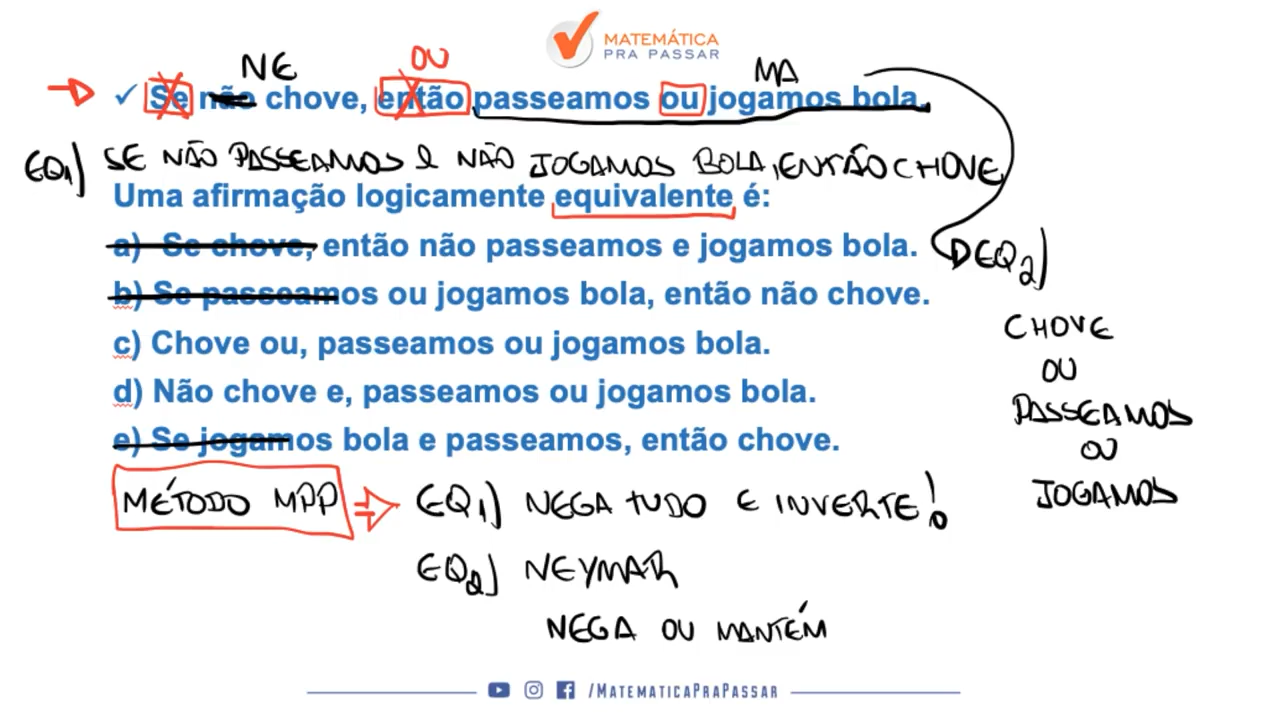 MATEMÁTICA
PRA PASSAR
NE OU MA
✓ Se não chove, então passeamos ou jogamos bola.
EQ1) SE NÃO PASSEAMOS E NÃO JOGAMOS BOLA, ENTÃO CHOVE
Uma afirmação logicamente equivalente é:
a) Se chove, então não passeamos e jogamos bola.
EQ2)
b) Se passeamos ou jogamos bola, então não chove.
CHOVE
c) Chove ou, passeamos ou jogamos bola.
OU
d) Não chove e, passeamos ou jogamos bola.
PASSEAMOS
e) Se jogamos bola e passeamos, então chove.
OU
JOGAMOS
MÉTODO MPP EQ1) NEGA TUDO E INVERTE!
EQ2) NEYMAR
NEGA OU MANTÉM
/MATEMATICAPRAPASSAR